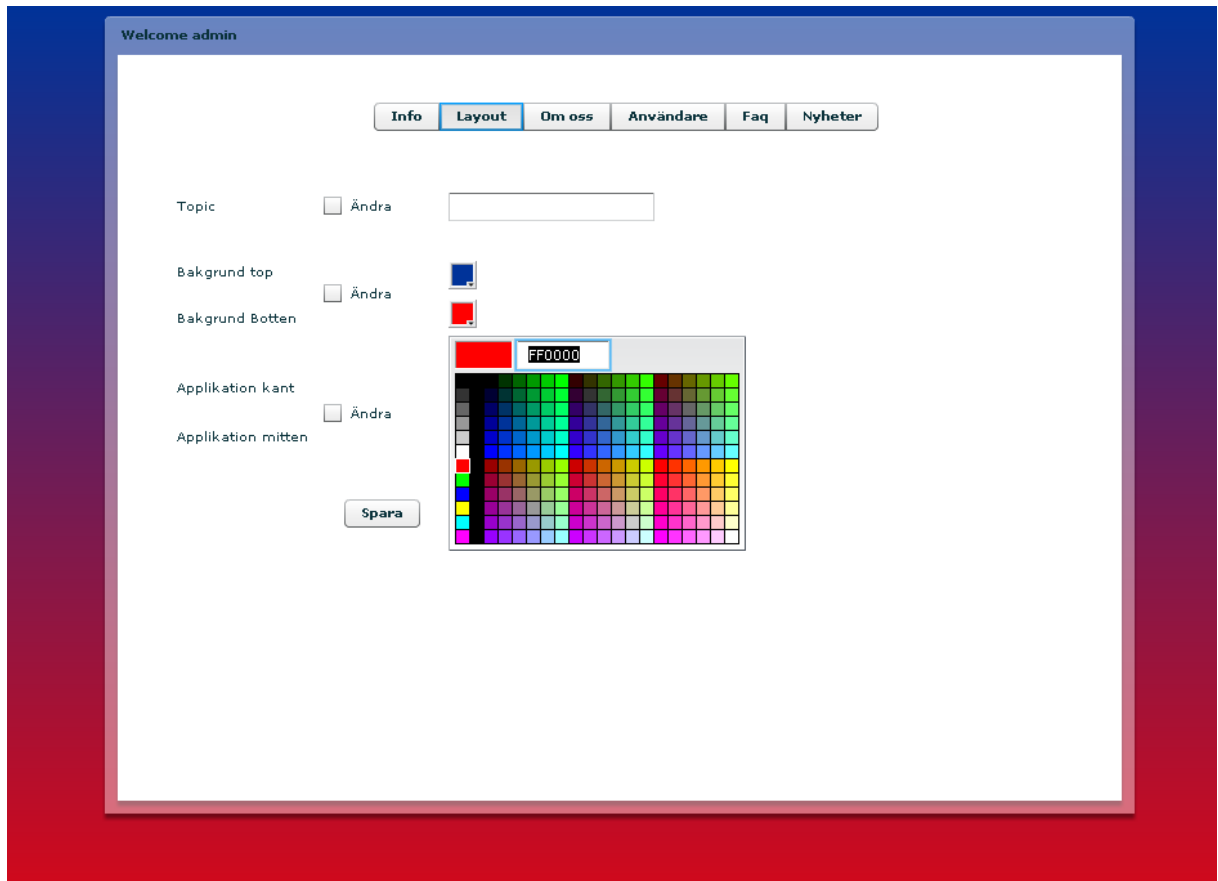 Welcome admin
Info Layout Om oss Användare Faq Nyheter
Topic Ändra
Bakgrund top
Ändra
Bakgrund Botten
FF0000
Applikation kant
Ändra
Applikation mitten
Spara